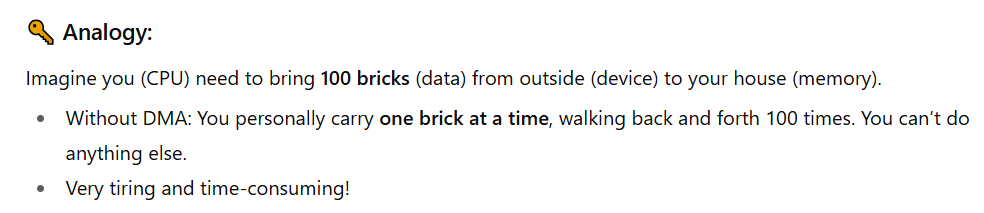 🔑 Analogy:
Imagine you (CPU) need to bring 100 bricks (data) from outside (device) to your house (memory).
• Without DMA: You personally carry one brick at a time, walking back and forth 100 times. You can’t do
anything else.
• Very tiring and time-consuming!